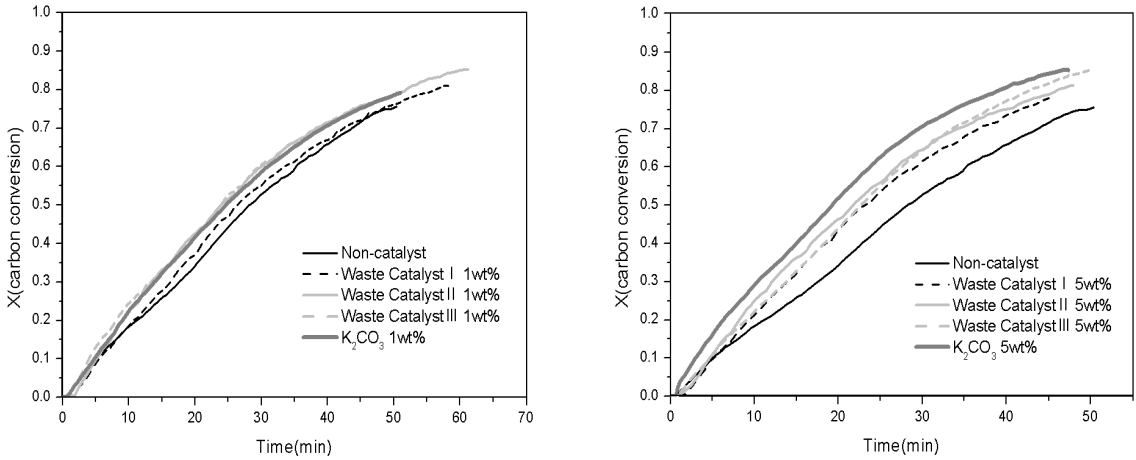 1.0
0.9
0.8
0.7
0.6
0.5
0.4
0.3
0.2
0.1
0.0
X(carbon conversion)
Non-catalyst
Waste Catalyst I 1wt%
Waste Catalyst II 1wt%
Waste Catalyst III 1wt%
K₂CO₃ 1wt%
0 10 20 30 40 50 60 70
Time(min)
1.0
0.9
0.8
0.7
0.6
0.5
0.4
0.3
0.2
0.1
0.0
X(carbon conversion)
Non-catalyst
Waste Catalyst I 5wt%
Waste Catalyst II 5wt%
Waste Catalyst III 5wt%
K₂CO₃ 5wt%
0 10 20 30 40 50
Time(min)